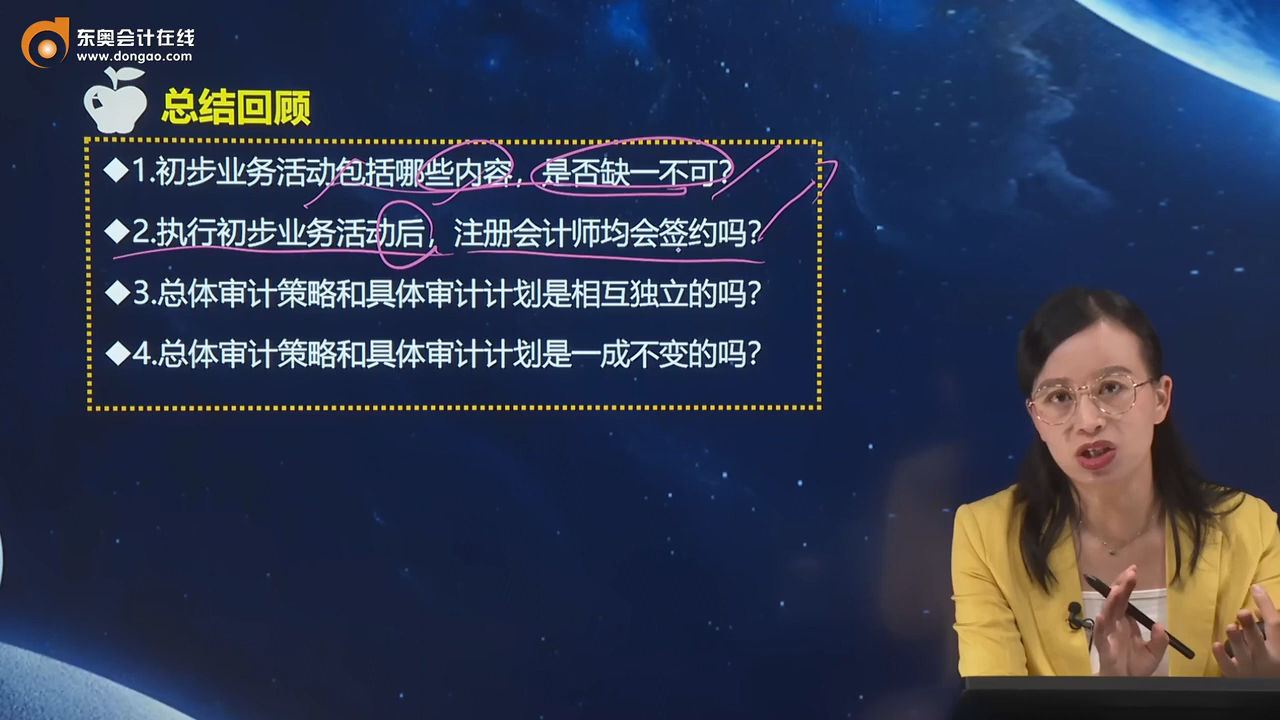 东奥会计在线
www.dongao.com
总结回顾
◆1.初步业务活动包括哪些内容，是否缺一不可？
◆2.执行初步业务活动后，注册会计师均会签约吗？
◆3.总体审计策略和具体审计计划是相互独立的吗？
◆4.总体审计策略和具体审计计划是一成不变的吗？